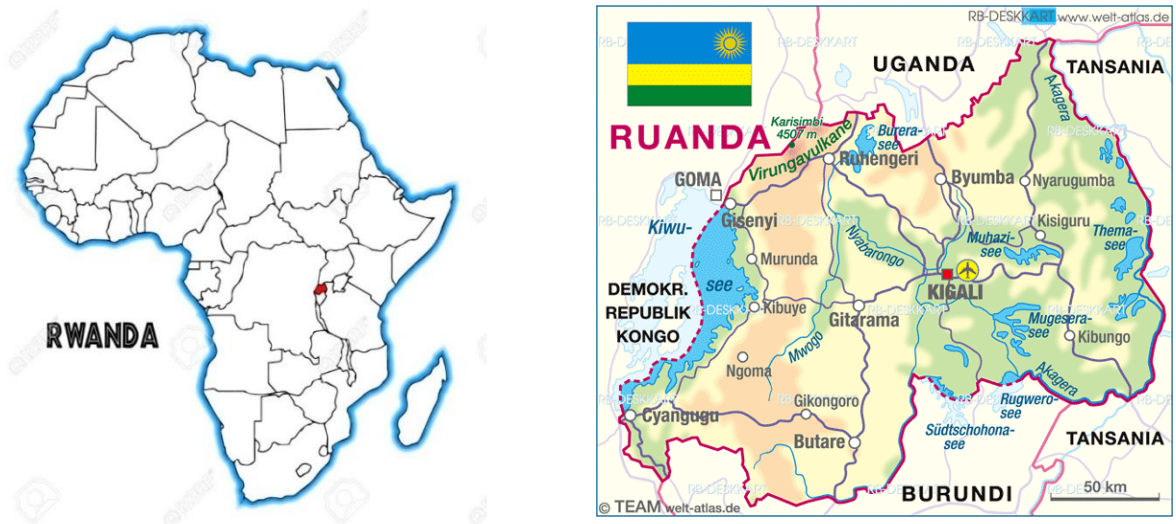 RWANDA
RB-DESKKART www.welt-atlas.de
UGANDA
TANSANIA
RUANDA
Karisimbi
4507 m
Virungavulkane
Burera-
see
Ruhengeri
Akagera
GOMA
Gisenyi
Byumba
Nyarugumba
Kiwu-
see
Nyabarongo
Kisiguru
Muhazi-
see
Thema-
see
Murunda
DEMOKR.
REPUBLIK
KONGO
KIGALI
Kibuye
Gitarama
Mugesera-
see
Kibungo
Mwogo
Ngoma
Akagera
Cyangugu
Gikongoro
Rugwero-
see
Butare
Südtschohona-
see
TANSANIA
BURUNDI
50 km
© TEAM www.welt-atlas.de